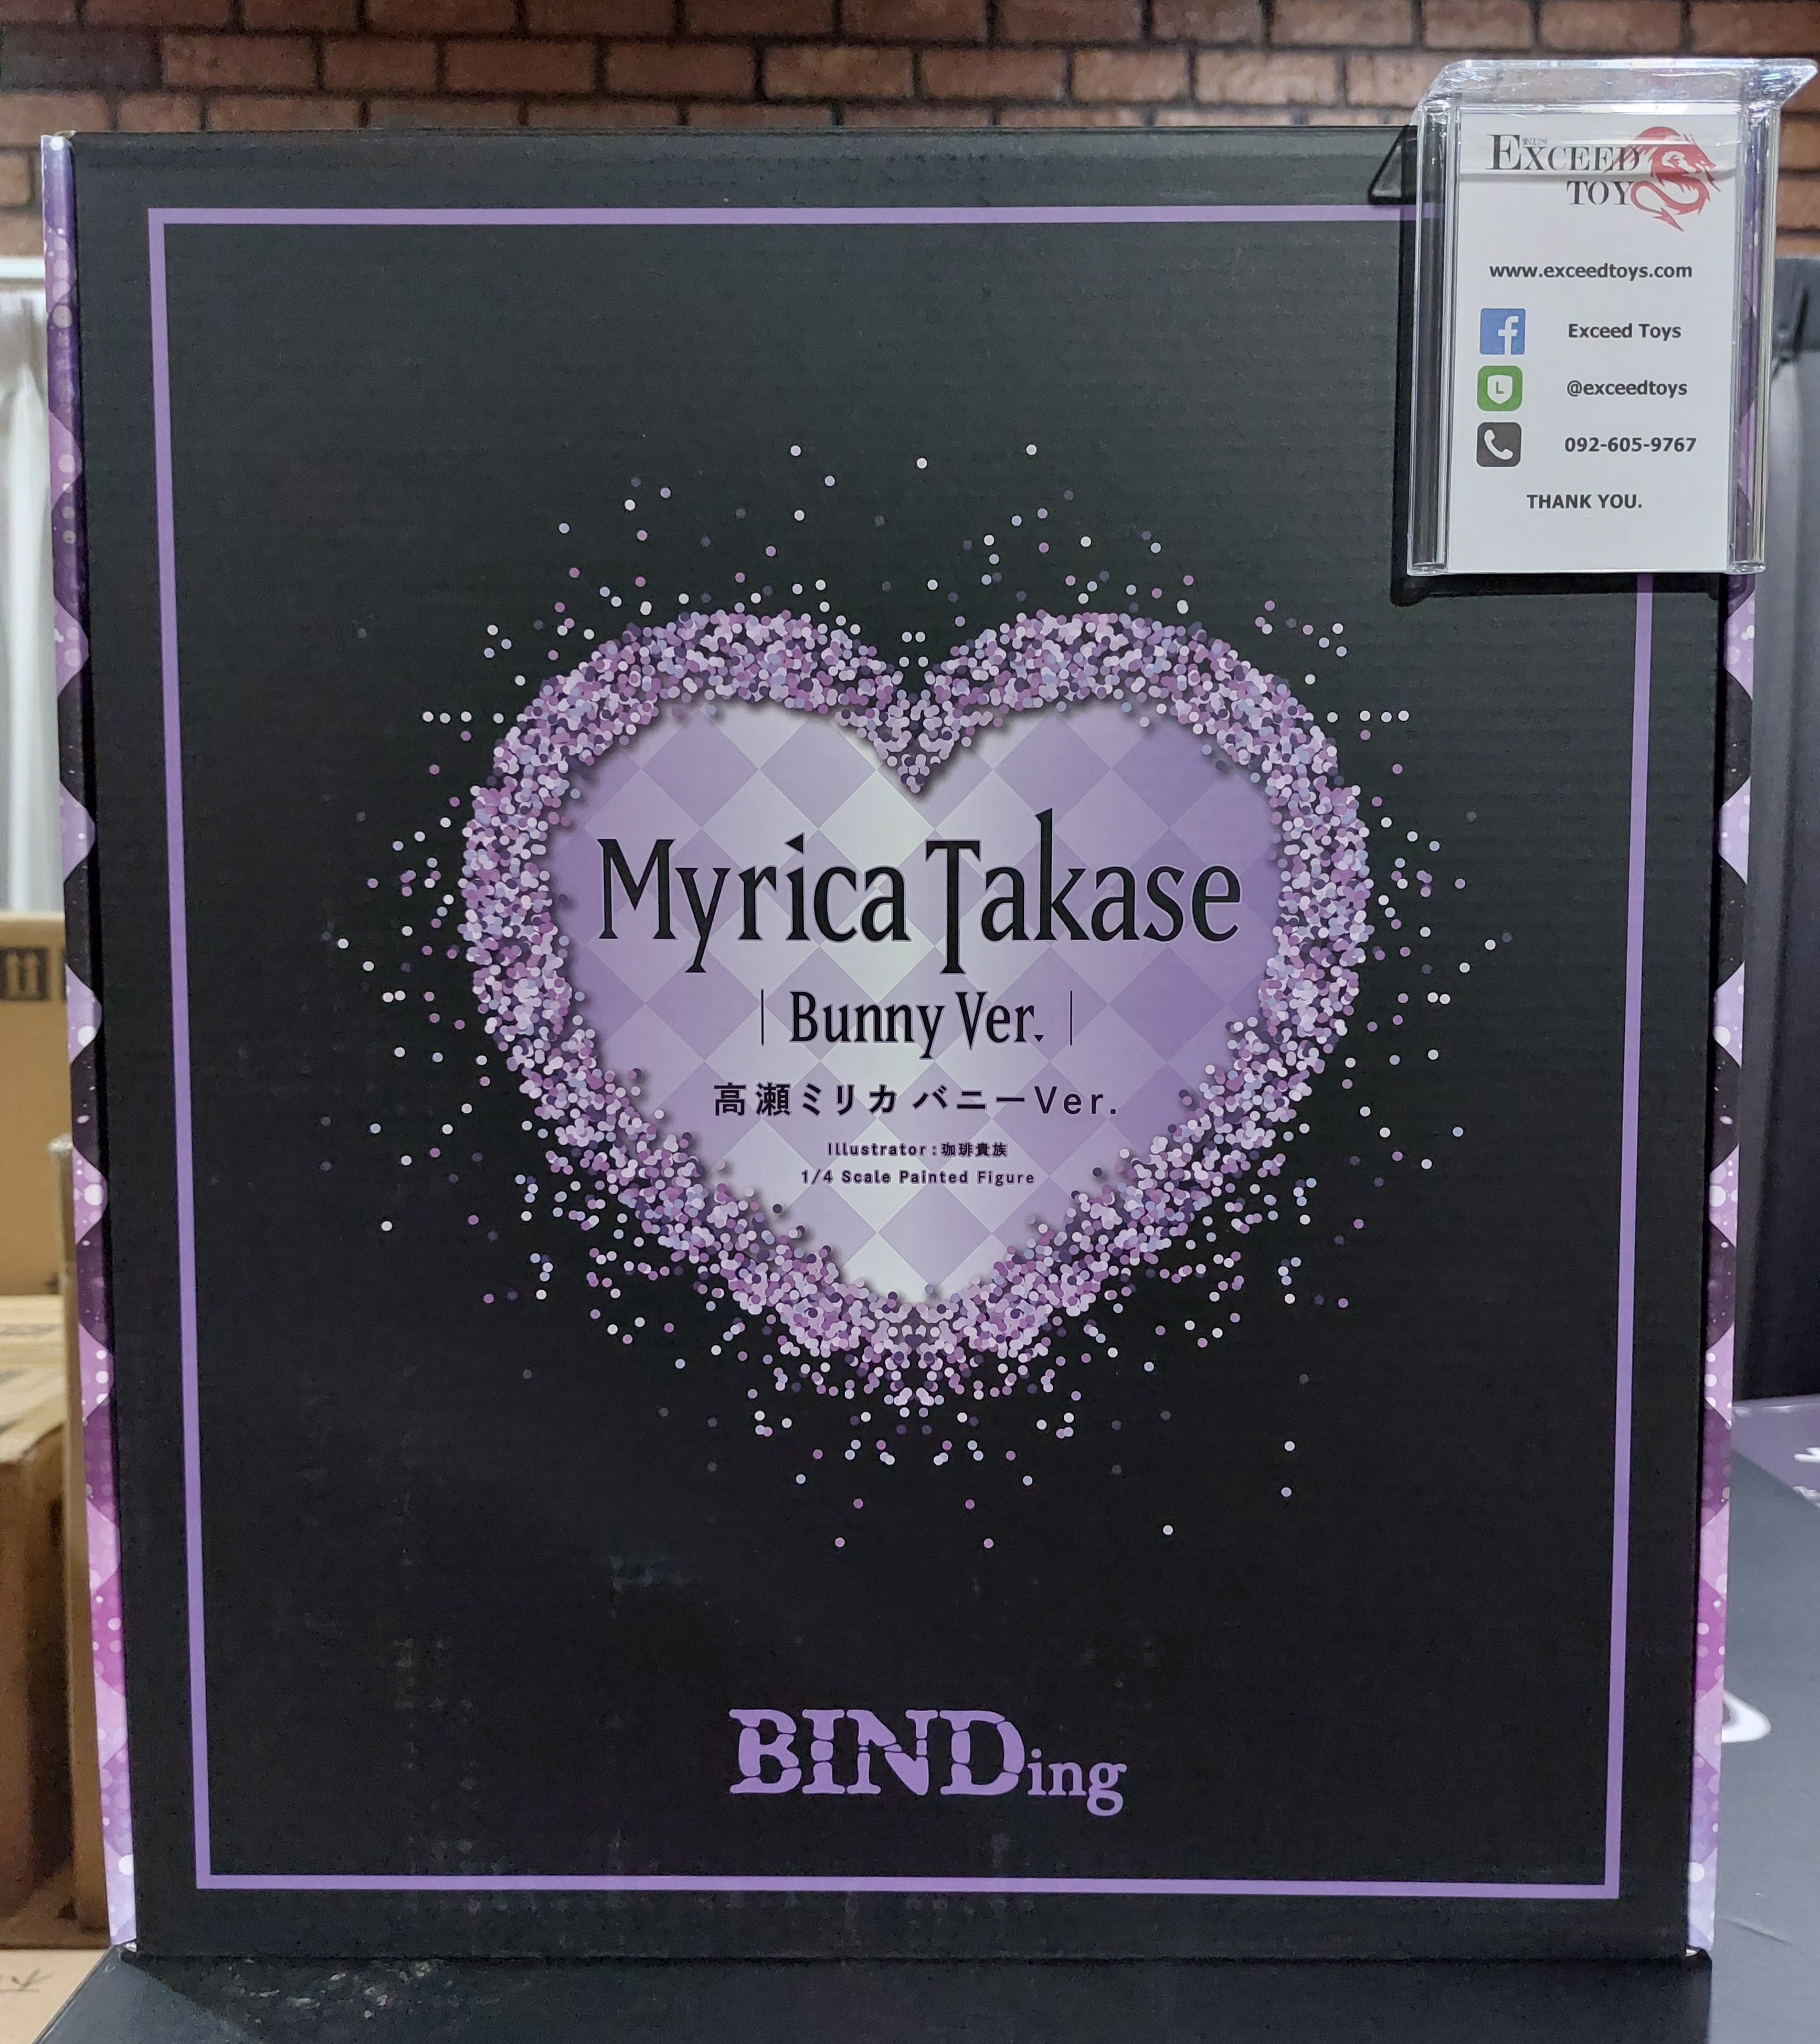 EXCEED
TOY
www.exceedtoys.com
Exceed Toys
@exceedtoys
092-605-9767
THANK YOU.
Myrica Takase
| Bunny Ver. |
高瀬ミリカ バニーVer.
Illustrator : 珈琲貴族
1/4 Scale Painted Figure
BINDing